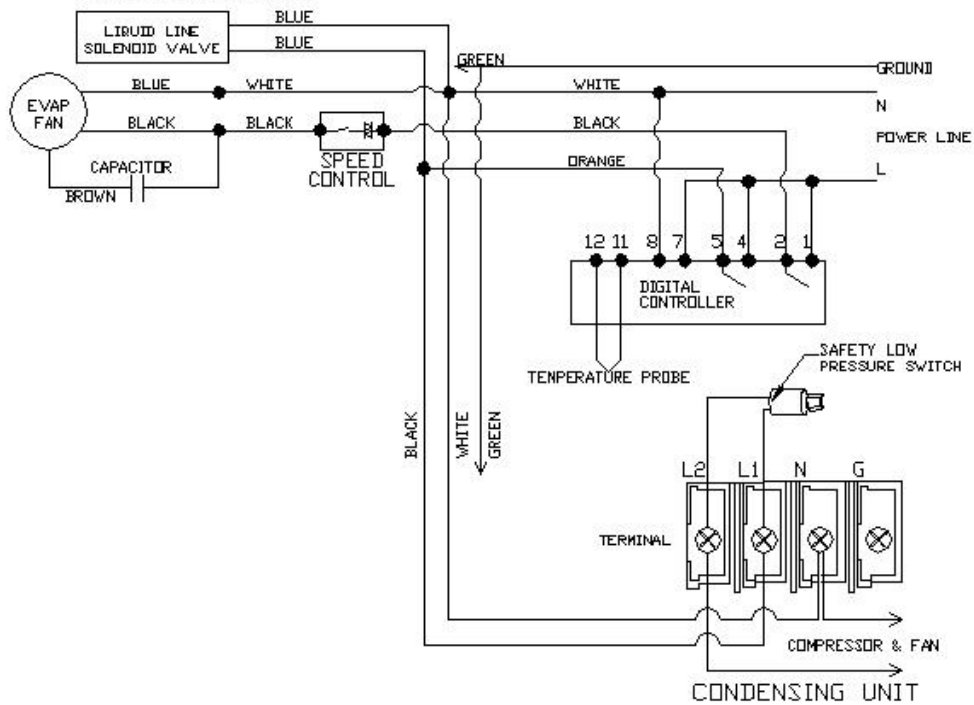 BLUE
LIQUID LINE
SOLENOID VALVE
BLUE
GREEN
GROUND
BLUE
WHITE
WHITE
N
EVAP
FAN
BLACK
BLACK
BLACK
POWER LINE
SPEED
CONTROL
ORANGE
L
CAPACITOR
BROWN
12 11 8 7 5 4 2 1
DIGITAL
CONTROLLER
TENPERATURE PROBE
SAFETY LOW
PRESSURE SWITCH
BLACK
WHITE
GREEN
L2 L1 N G
TERMINAL
COMPRESSOR & FAN
CONDENSING UNIT